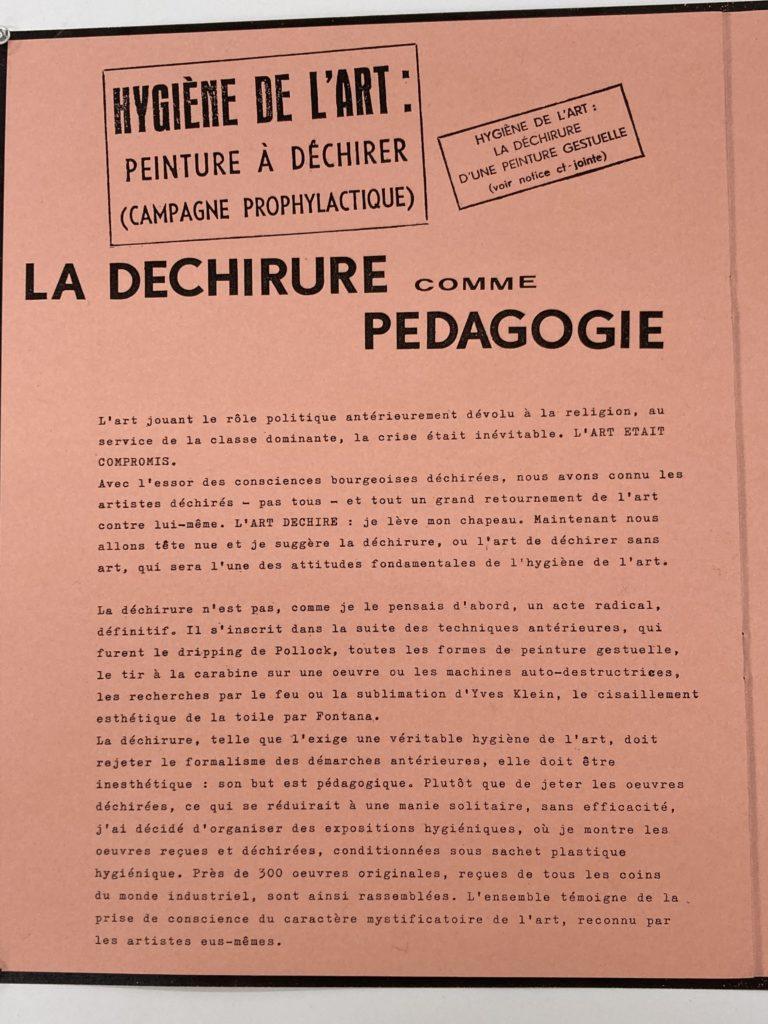 HYGIÈNE DE L'ART :
PEINTURE À DÉCHIRER
(CAMPAGNE PROPHYLACTIQUE)
HYGIÈNE DE L'ART :
LA DÉCHIRURE
D'UNE PEINTURE GESTUELLE
(voir notice ct-jointe)
LA DECHIRURE COMME
PEDAGOGIE
L'art jouant le rôle politique antérieurement dévolu à la religion, au
service de la classe dominante, la crise était inévitable. L'ART ETAIT
COMPROMIS.
Avec l'essor des consciences bourgeoises déchirées, nous avons connu les
artistes déchirés - pas tous - et tout un grand retournement de l'art
contre lui-même. L'ART DECHIRE : je lève mon chapeau. Maintenant nous
allons tête nue et je suggère la déchirure, ou l'art de déchirer sans
art, qui sera l'une des attitudes fondamentales de l'hygiène de l'art.
La déchirure n'est pas, comme je le pensais d'abord, un acte radical,
définitif. Il s'inscrit dans la suite des techniques antérieures, qui
furent le dripping de Pollock, toutes les formes de peinture gestuelle,
le tir à la carabine sur une oeuvre ou les machines auto-destructrices,
les recherches par le feu ou la sublimation d'Yves Klein, le cisaillement
esthétique de la toile par Fontana.
La déchirure, telle que l'exige une véritable hygiène de l'art, doit
rejeter le formalisme des démarches antérieures, elle doit être
inesthétique : son but est pédagogique. Plutôt que de jeter les oeuvres
déchirées, ce qui se réduirait à une manie solitaire, sans efficacité,
j'ai décidé d'organiser des expositions hygiéniques, où je montre les
oeuvres reçues et déchirées, conditionnées sous sachet plastique
hygiénique. Près de 300 oeuvres originales, reçues de tous les coins
du monde industriel, sont ainsi rassemblées. L'ensemble témoigne de la
prise de conscience du caractère mystificatoire de l'art, reconnu par
les artistes eus-mêmes.